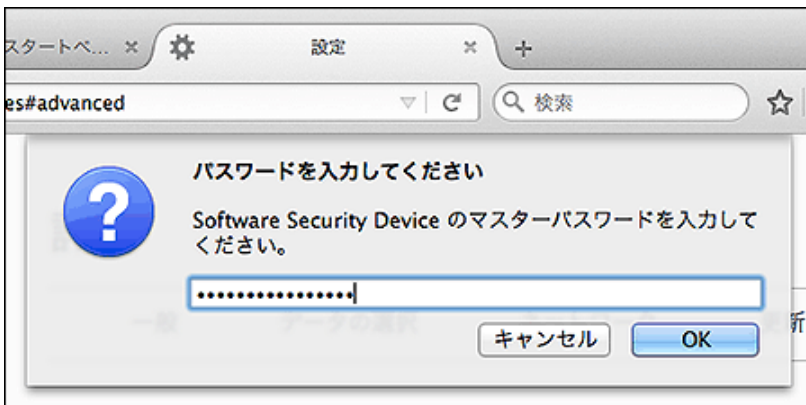 スタートペ...
設定
es#advanced
検索
パスワードを入力してください
Software Security Device のマスターパスワードを入力して
ください。
••••••••••••••••
一般
データの選択
更新
キャンセル
OK